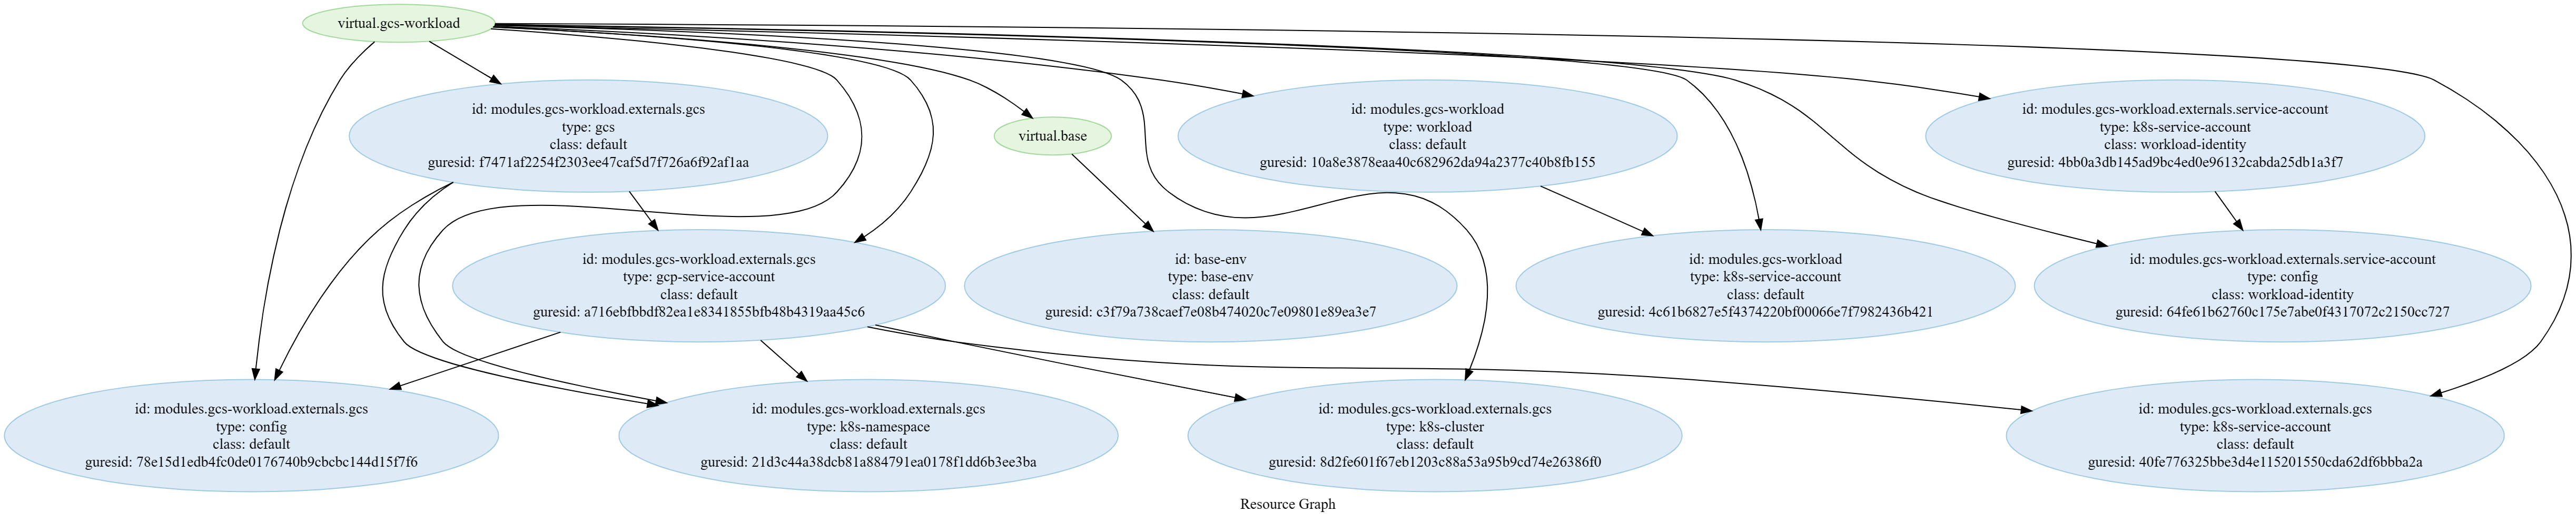 virtual.gcs-workload
id: modules.gcs-workload.externals.gcs
type: gcs
class: default
guresid: f7471af2254f2303ee47caf5d7f726a6f92af1aa
virtual.base
id: modules.gcs-workload
type: workload
class: default
guresid: 10a8e3878eaa40c682962da94a2377c40b8fb155
id: modules.gcs-workload.externals.service-account
type: k8s-service-account
class: workload-identity
guresid: 4bb0a3db145ad9bc4ed0e96132cabda25db1a3f7
id: modules.gcs-workload.externals.gcs
type: gcp-service-account
class: default
guresid: a716ebfbbdf82ea1e8341855bfb48b4319aa45c6
id: base-env
type: base-env
class: default
guresid: c3f79a738caef7e08b474020c7e09801e89ea3e7
id: modules.gcs-workload
type: k8s-service-account
class: default
guresid: 4c61b6827e5f4374220bf00066e7f7982436b421
id: modules.gcs-workload.externals.service-account
type: config
class: workload-identity
guresid: 64fe61b62760c175e7abe0f4317072c2150cc727
id: modules.gcs-workload.externals.gcs
type: config
class: default
guresid: 78e15d1edb4fc0de0176740b9cbcbc144d15f7f6
id: modules.gcs-workload.externals.gcs
type: k8s-namespace
class: default
guresid: 21d3c44a38dcb81a884791ea0178f1dd6b3ee3ba
id: modules.gcs-workload.externals.gcs
type: k8s-cluster
class: default
guresid: 8d2fe601f67eb1203c88a53a95b9cd74e26386f0
id: modules.gcs-workload.externals.gcs
type: k8s-service-account
class: default
guresid: 40fe776325bbe3d4e115201550cda62df6bbba2a
Resource Graph